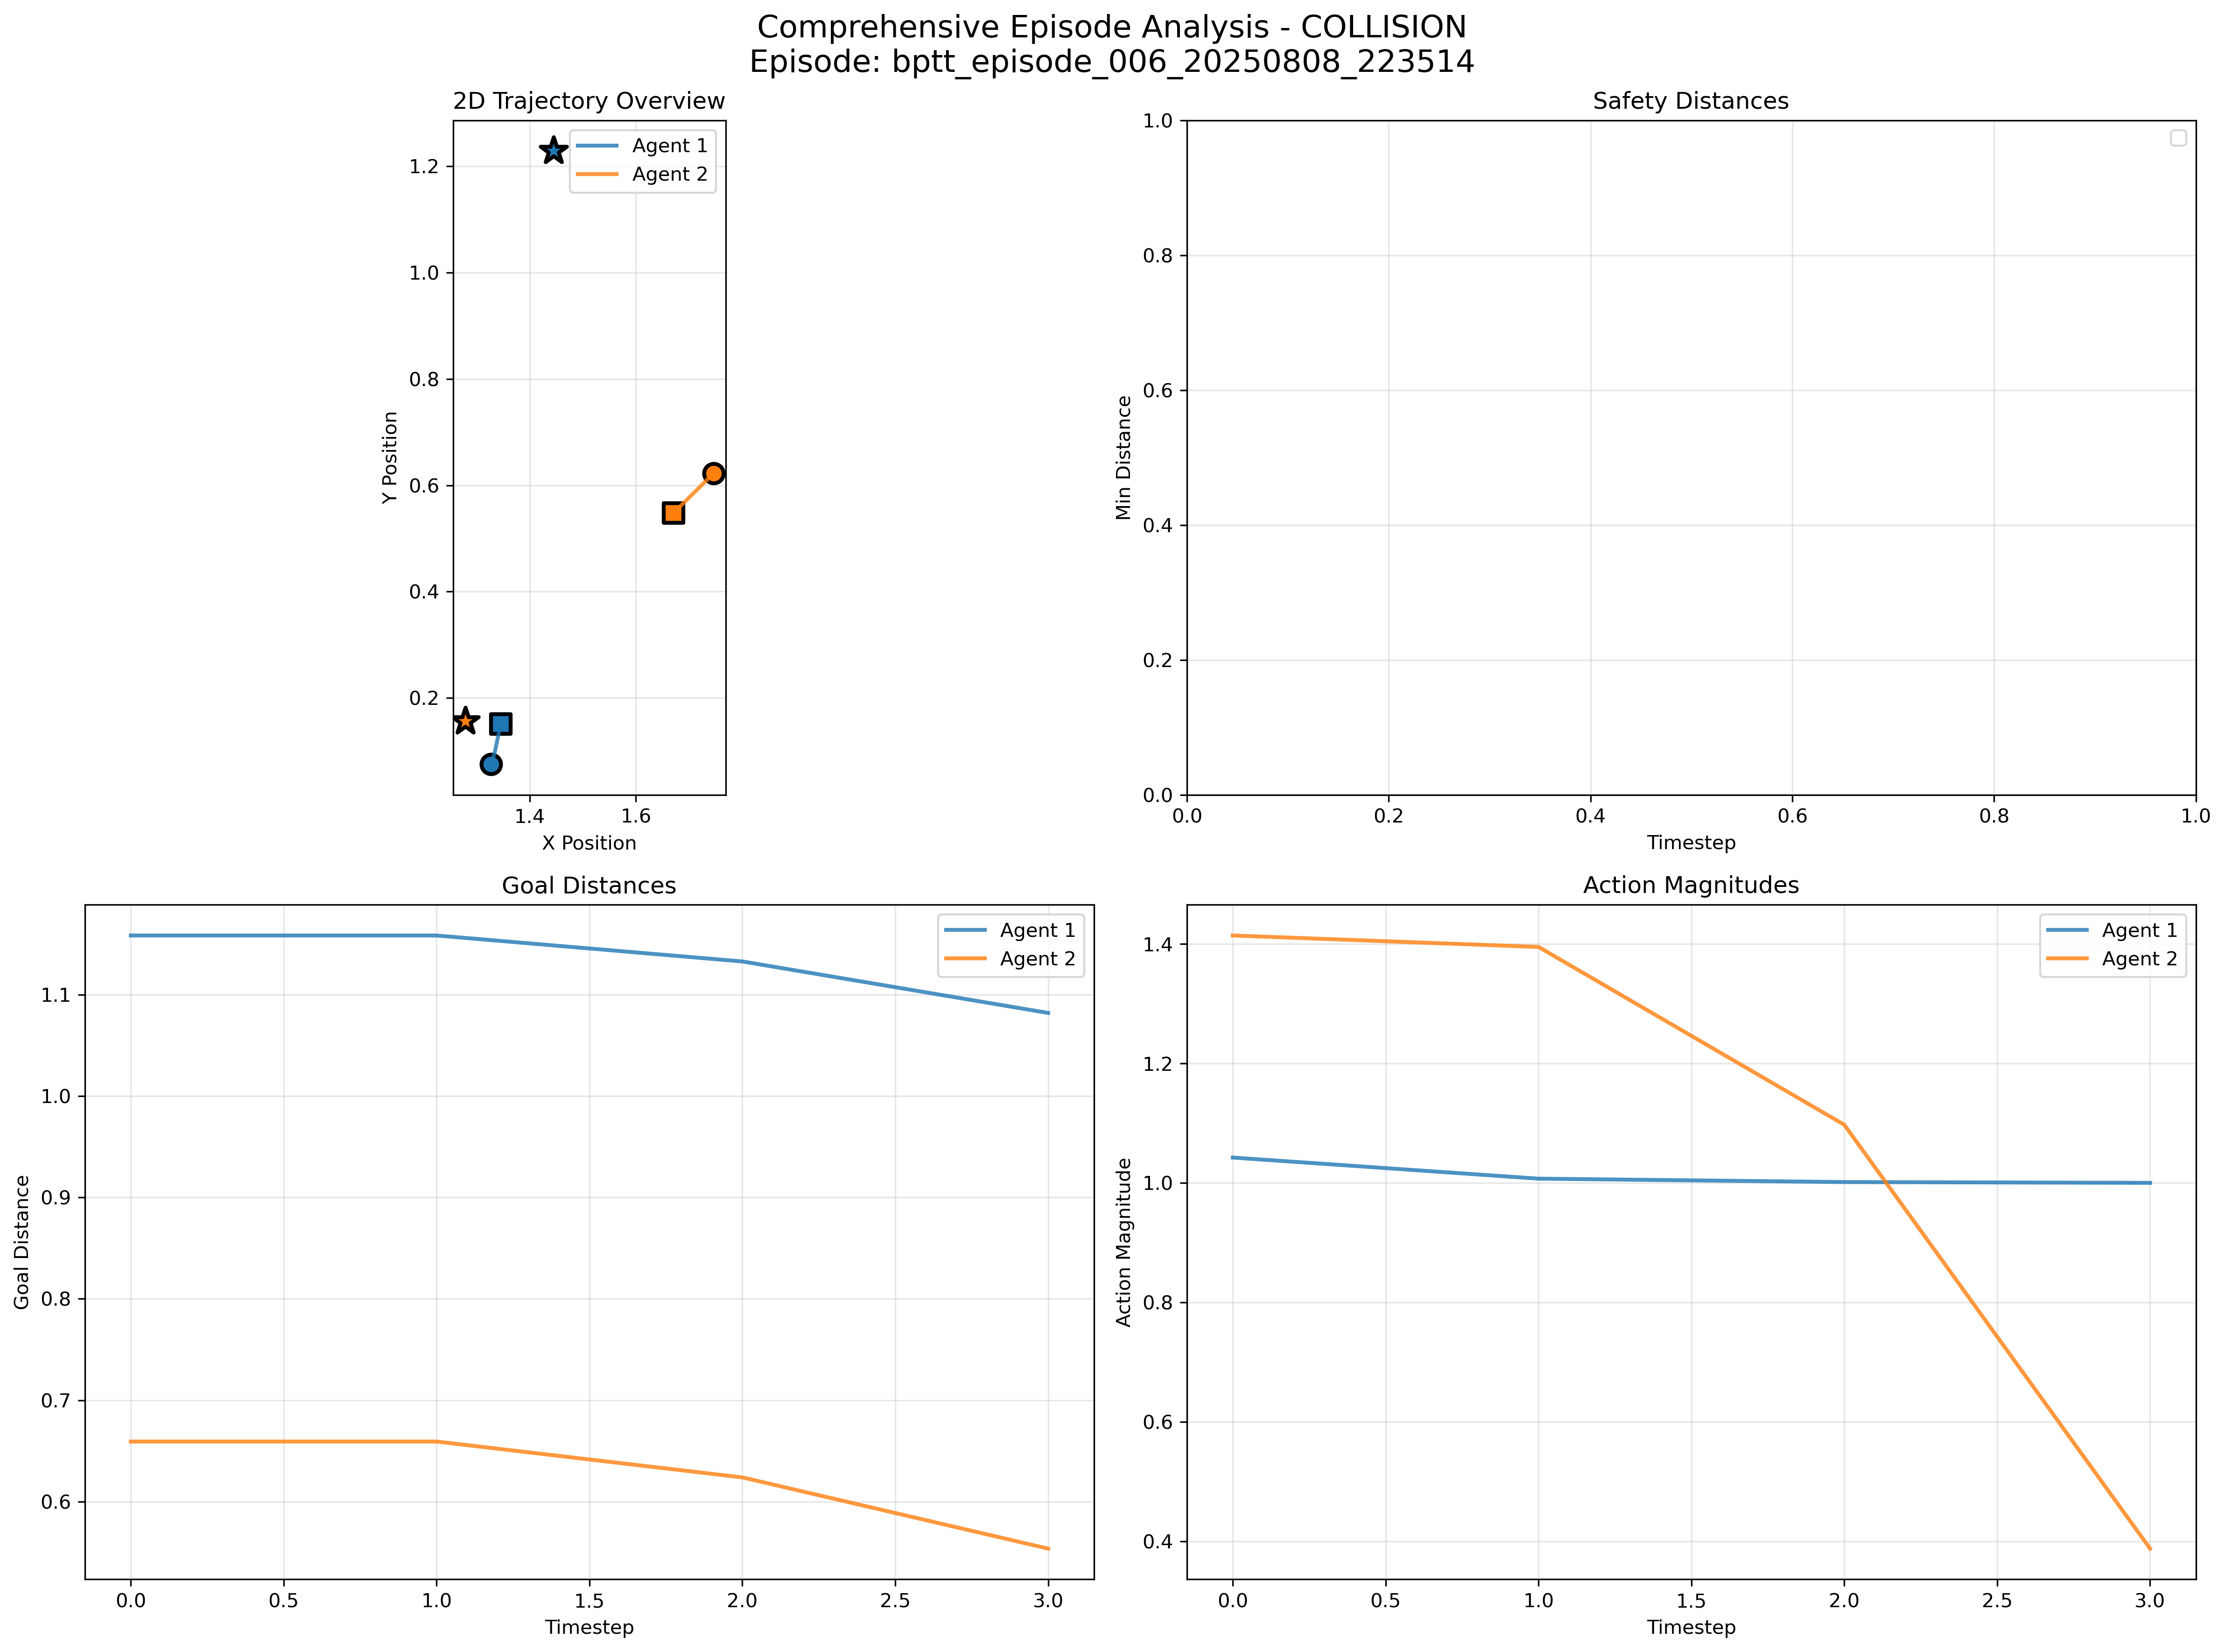 Comprehensive Episode Analysis - COLLISION
Episode: bptt_episode_006_20250808_223514
2D Trajectory Overview
Agent 1
Agent 2
1.2
1.0
0.8
0.6
0.4
0.2
Y Position
1.4 1.6
X Position
Safety Distances
1.0
0.8
0.6
0.4
0.2
0.0
Min Distance
0.0 0.2 0.4 0.6 0.8 1.0
Timestep
Goal Distances
Agent 1
Agent 2
1.1
1.0
0.9
0.8
0.7
0.6
Goal Distance
0.0 0.5 1.0 1.5 2.0 2.5 3.0
Timestep
Action Magnitudes
Agent 1
Agent 2
1.4
1.2
1.0
0.8
0.6
0.4
Action Magnitude
0.0 0.5 1.0 1.5 2.0 2.5 3.0
Timestep